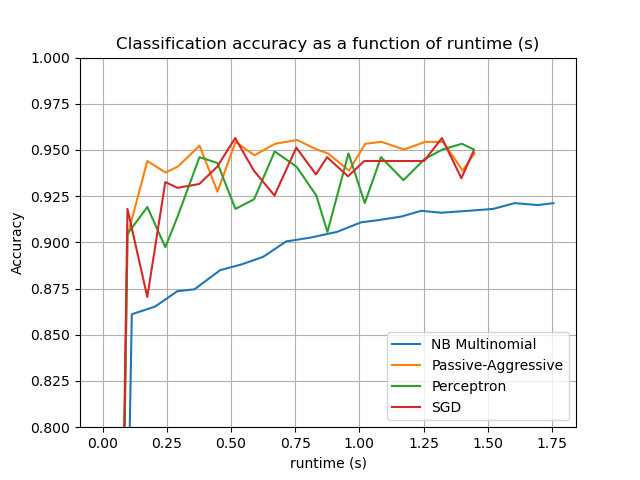 Classification accuracy as a function of runtime (s)
1.000
0.975
0.950
0.925
0.900
0.875
0.850
0.825
0.800
Accuracy
NB Multinomial
Passive-Aggressive
Perceptron
SGD
0.00 0.25 0.50 0.75 1.00 1.25 1.50 1.75
runtime (s)